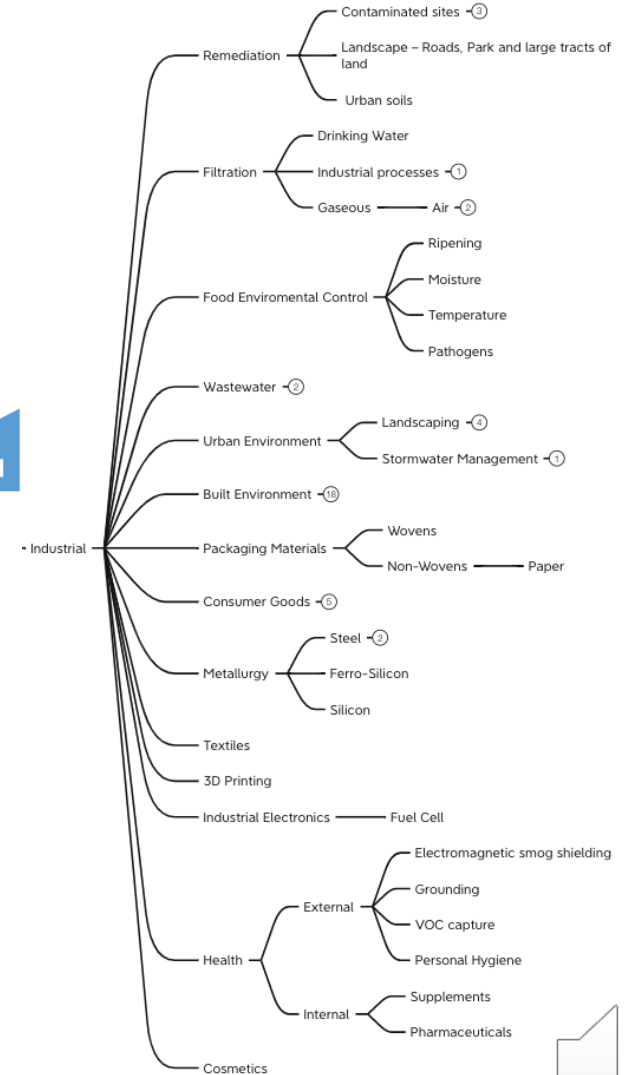 Contaminated sites 3
Landscape – Roads, Park and large tracts of
land
Remediation
Urban soils
Drinking Water
Filtration
Industrial processes 1
Gaseous
Air 2
Ripening
Moisture
Food Enviromental Control
Temperature
Pathogens
Wastewater 2
Landscaping 4
Urban Environment
Stormwater Management 1
Built Environment 18
Wovens
Industrial
Packaging Materials
Non-Wovens
Paper
Consumer Goods 5
Steel 2
Metallurgy
Ferro-Silicon
Silicon
Textiles
3D Printing
Industrial Electronics
Fuel Cell
Electromagnetic smog shielding
Grounding
External
VOC capture
Personal Hygiene
Health
Supplements
Internal
Pharmaceuticals
Cosmetics